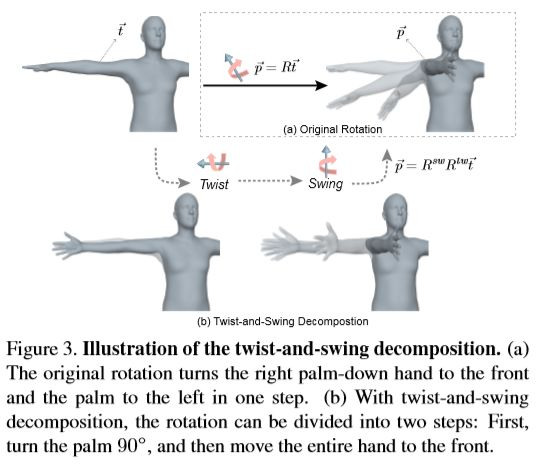 $\vec{t}$
$\vec{p}$
$\vec{p} = R\vec{t}$
(a) Original Rotation
$\vec{p} = R^{sw}R^{tw}\vec{t}$
Twist
Swing
(b) Twist-and-Swing Decompostion
Figure 3. Illustration of the twist-and-swing decomposition. (a)
The original rotation turns the right palm-down hand to the front
and the palm to the left in one step. (b) With twist-and-swing
decomposition, the rotation can be divided into two steps: First,
turn the palm 90°, and then move the entire hand to the front.